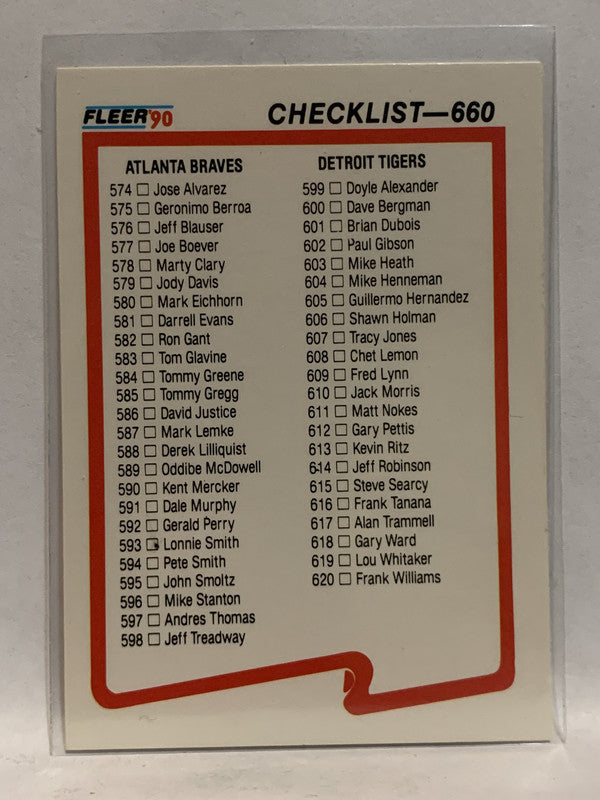 FLEER '90
CHECKLIST—660
ATLANTA BRAVES
574 ☐ Jose Alvarez
575 ☐ Geronimo Berroa
576 ☐ Jeff Blauser
577 ☐ Joe Boever
578 ☐ Marty Clary
579 ☐ Jody Davis
580 ☐ Mark Eichhorn
581 ☐ Darrell Evans
582 ☐ Ron Gant
583 ☐ Tom Glavine
584 ☐ Tommy Greene
585 ☐ Tommy Gregg
586 ☐ David Justice
587 ☐ Mark Lemke
588 ☐ Derek Lilliquist
589 ☐ Oddibe McDowell
590 ☐ Kent Mercker
591 ☐ Dale Murphy
592 ☐ Gerald Perry
593 ☐ Lonnie Smith
594 ☐ Pete Smith
595 ☐ John Smoltz
596 ☐ Mike Stanton
597 ☐ Andres Thomas
598 ☐ Jeff Treadway
DETROIT TIGERS
599 ☐ Doyle Alexander
600 ☐ Dave Bergman
601 ☐ Brian Dubois
602 ☐ Paul Gibson
603 ☐ Mike Heath
604 ☐ Mike Henneman
605 ☐ Guillermo Hernandez
606 ☐ Shawn Holman
607 ☐ Tracy Jones
608 ☐ Chet Lemon
609 ☐ Fred Lynn
610 ☐ Jack Morris
611 ☐ Matt Nokes
612 ☐ Gary Pettis
613 ☐ Kevin Ritz
614 ☐ Jeff Robinson
615 ☐ Steve Searcy
616 ☐ Frank Tanana
617 ☐ Alan Trammell
618 ☐ Gary Ward
619 ☐ Lou Whitaker
620 ☐ Frank Williams